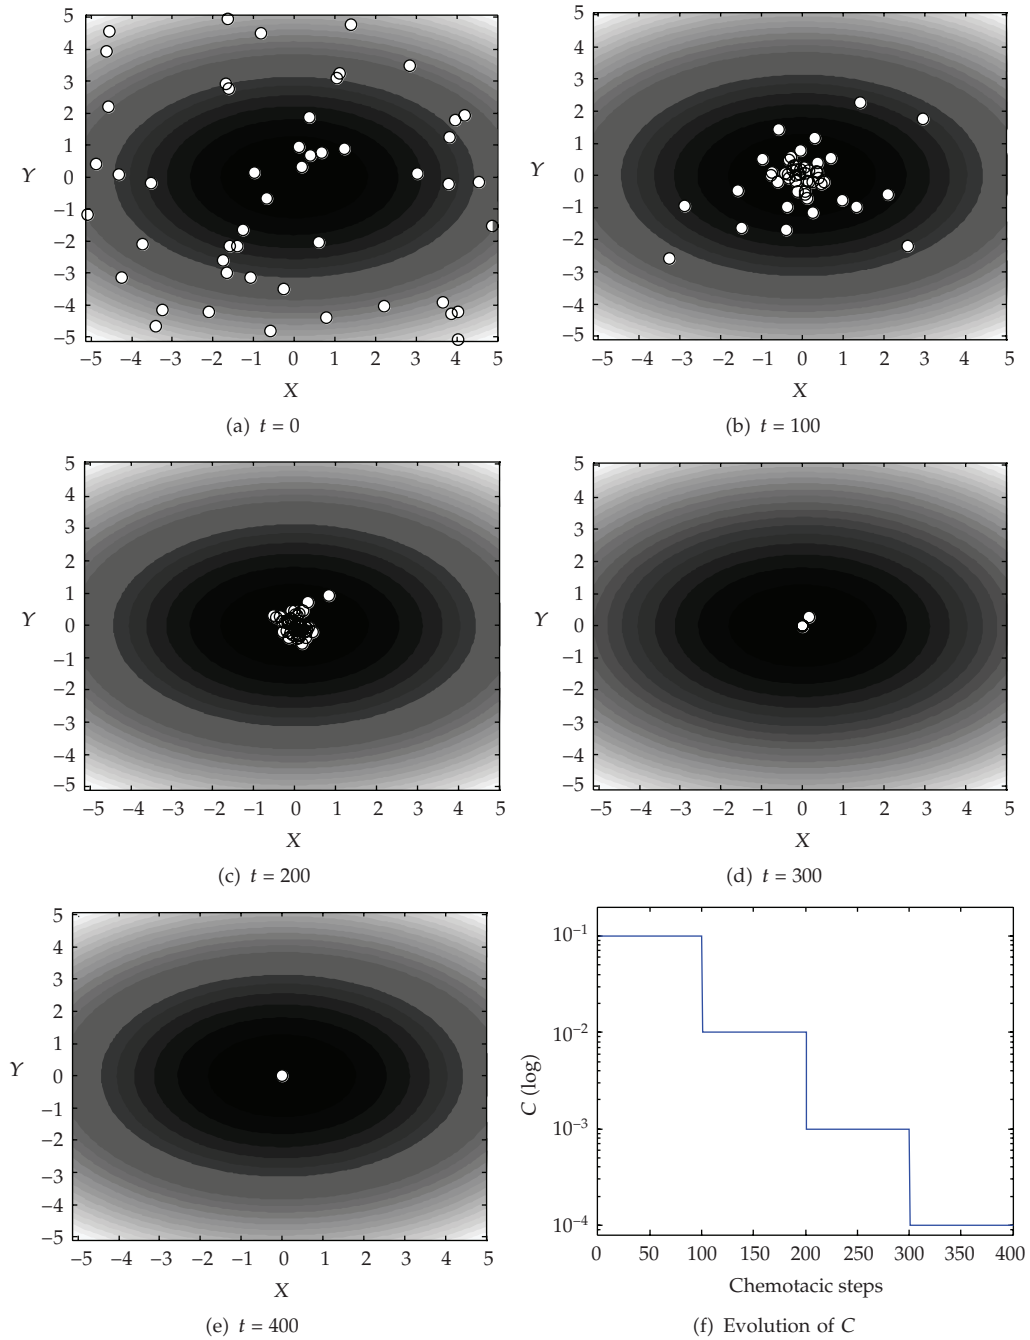 5
4
3
2
1
0
−1
−2
−3
−4
−5
Y
−5 −4 −3 −2 −1 0 1 2 3 4 5
X
(a) t = 0
5
4
3
2
1
0
−1
−2
−3
−4
−5
Y
−5 −4 −3 −2 −1 0 1 2 3 4 5
X
(b) t = 100
5
4
3
2
1
0
−1
−2
−3
−4
−5
Y
−5 −4 −3 −2 −1 0 1 2 3 4 5
X
(c) t = 200
5
4
3
2
1
0
−1
−2
−3
−4
−5
Y
−5 −4 −3 −2 −1 0 1 2 3 4 5
X
(d) t = 300
5
4
3
2
1
0
−1
−2
−3
−4
−5
Y
−5 −4 −3 −2 −1 0 1 2 3 4 5
X
(e) t = 400
10⁻¹
10⁻²
10⁻³
10⁻⁴
C (log)
0 50 100 150 200 250 300 350 400
Chemotacic steps
(f) Evolution of C